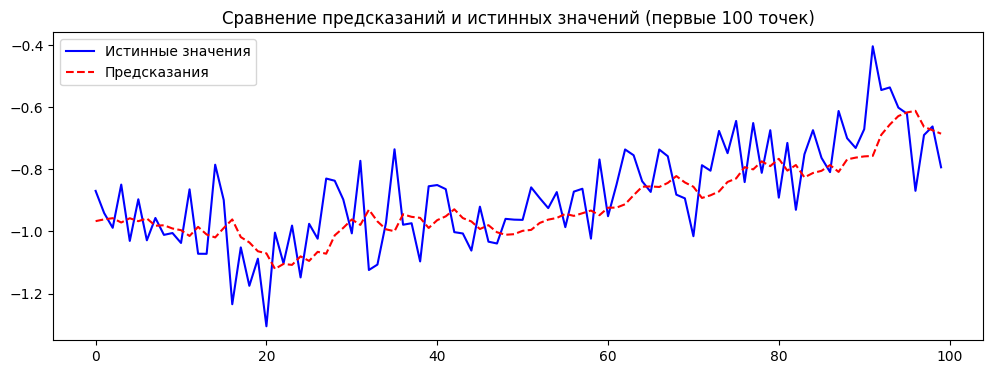 Сравнение предсказаний и истинных значений (первые 100 точек)
Истинные значения
Предсказания
−0.4
−0.6
−0.8
−1.0
−1.2
0 20 40 60 80 100